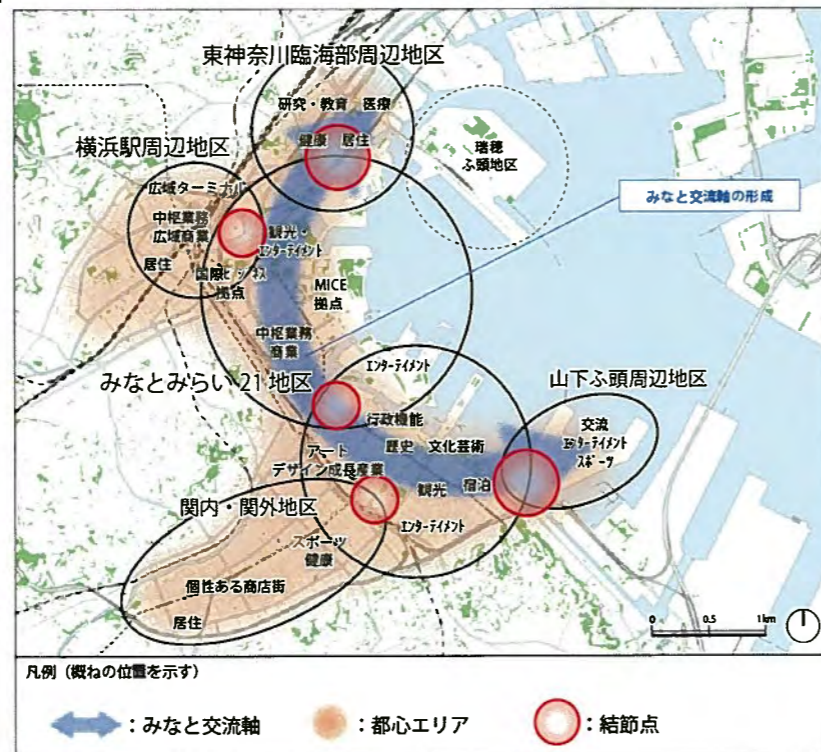 東神奈川臨海部周辺地区
研究・教育 医療
健康 居住
瑞穂
ふ頭地区
横浜駅周辺地区
広域ターミナル
中枢業務
広域商業
居住
みなと交流軸の形成
観光・
エンターテイメント
国際ビジネス
拠点
MICE
拠点
中枢業務
商業
みなとみらい21地区
エンターテイメント
行政機能
山下ふ頭周辺地区
交流
エンターテイメント
スポーツ
アート
デザイン成長産業
歴史 文化芸術
観光 宿泊
関内・関外地区
エンターテイメント
スポーツ
健康
個性ある商店街
居住
0 0.5 1km
凡例（概ねの位置を示す）
：みなと交流軸
：都心エリア
：結節点